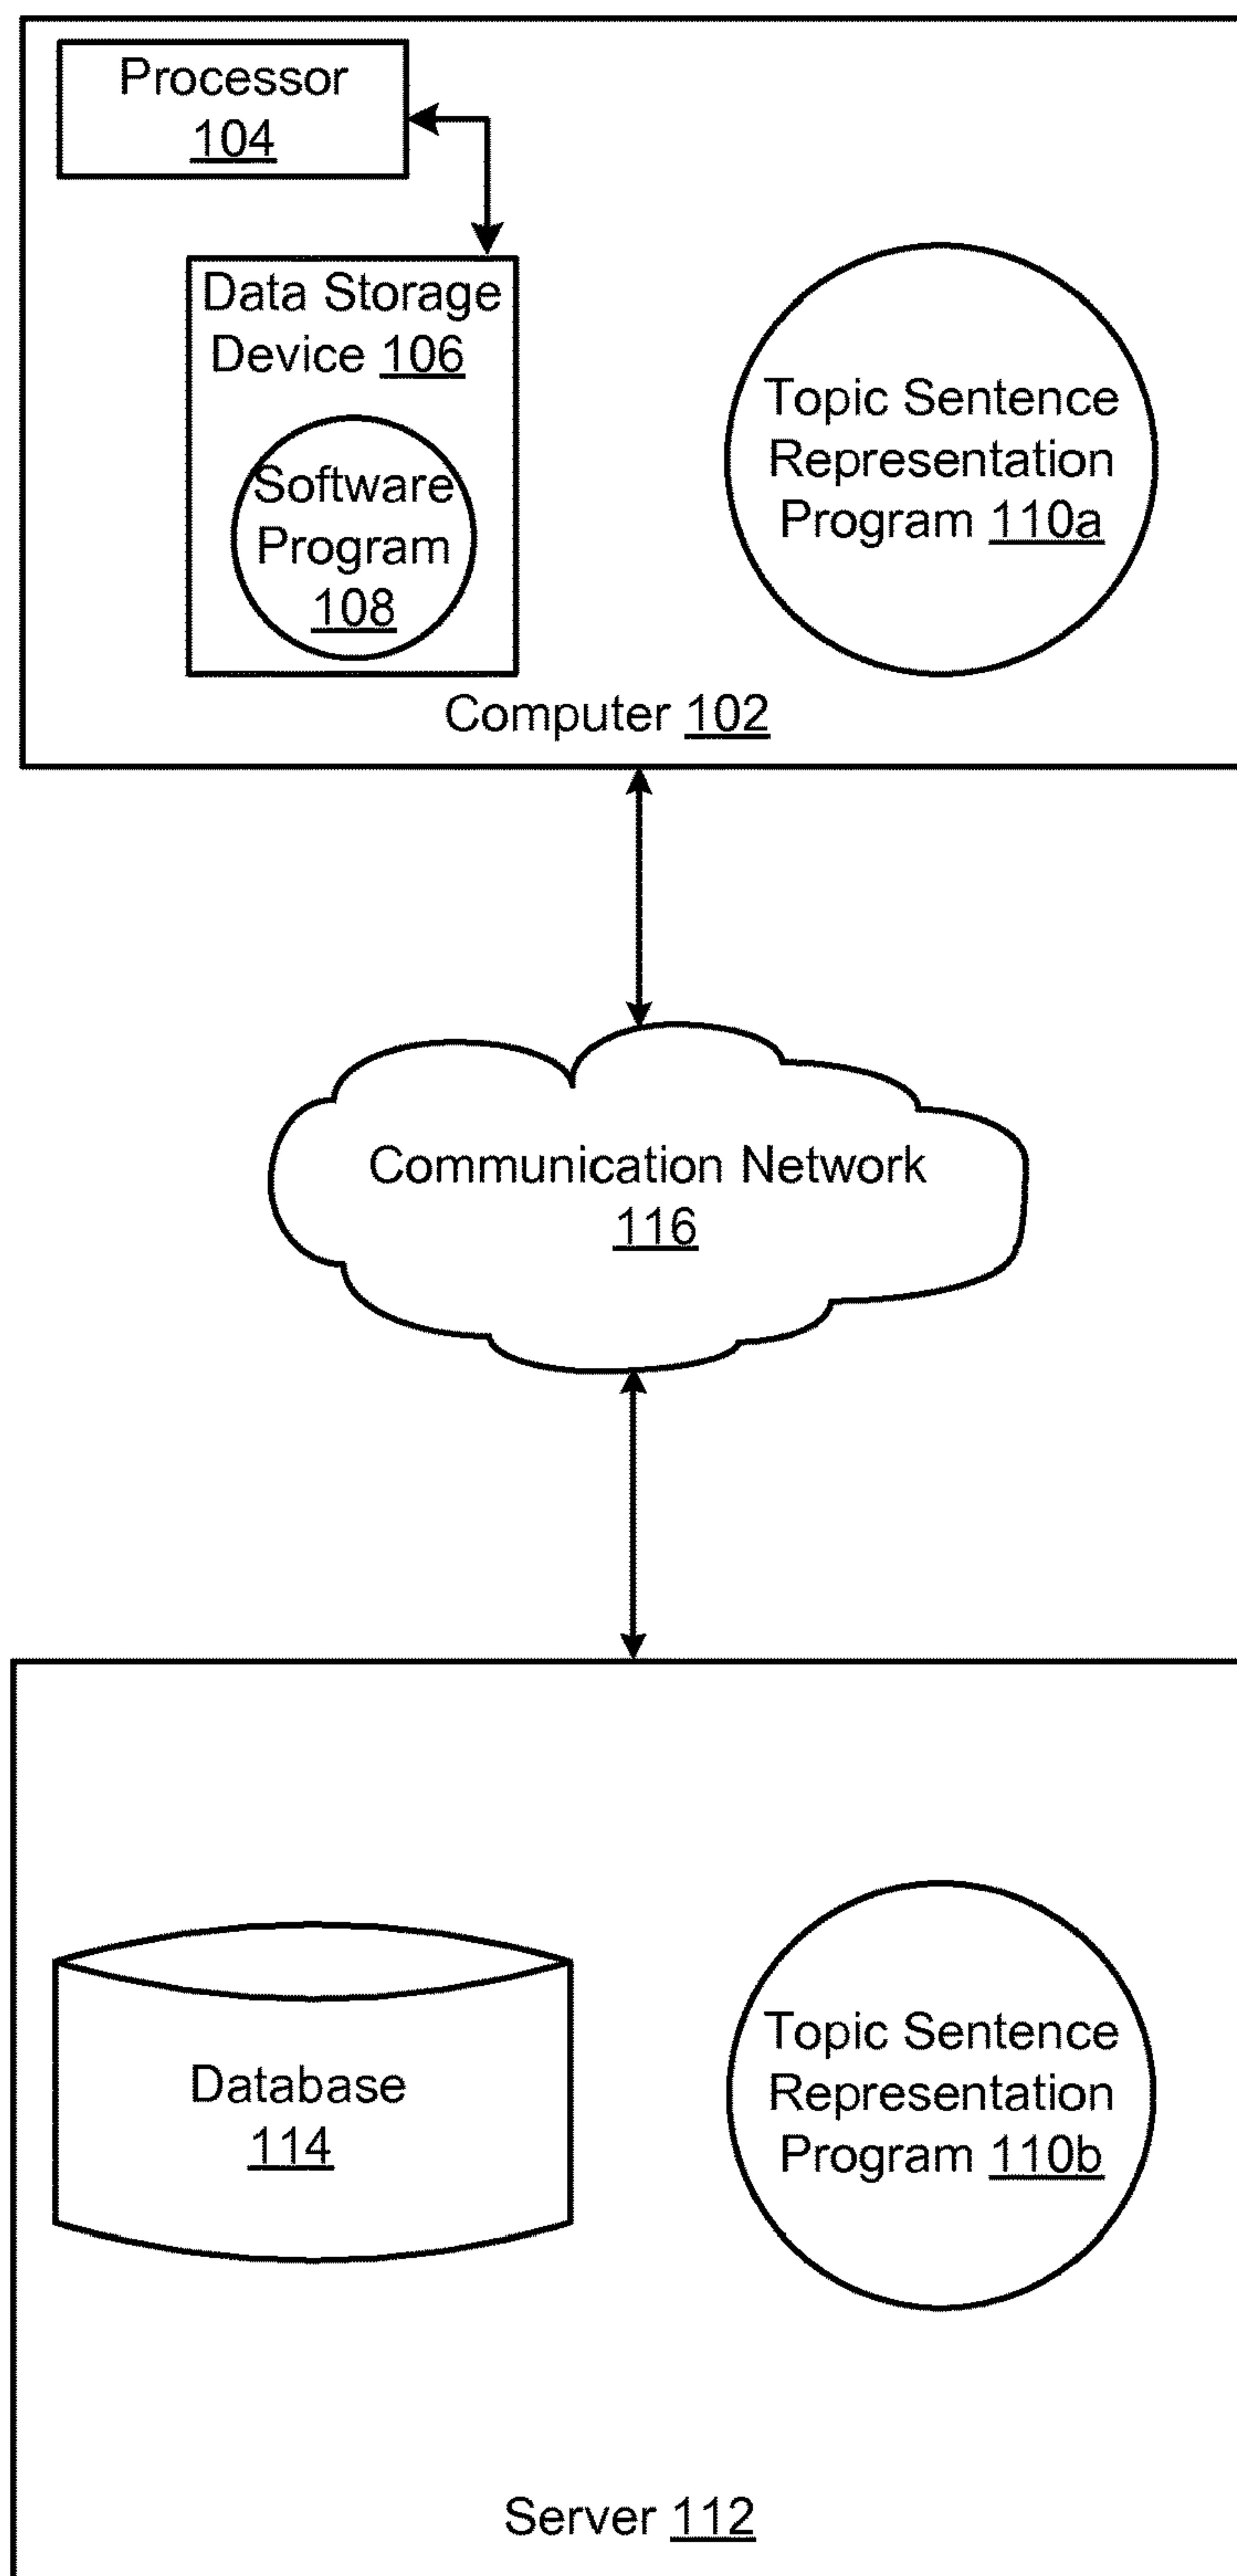 Processor
104
Data Storage
Device 106
Software
Program
108
Topic Sentence
Representation
Program 110a
Computer 102
Communication Network
116
Database
114
Topic Sentence
Representation
Program 110b
Server 112